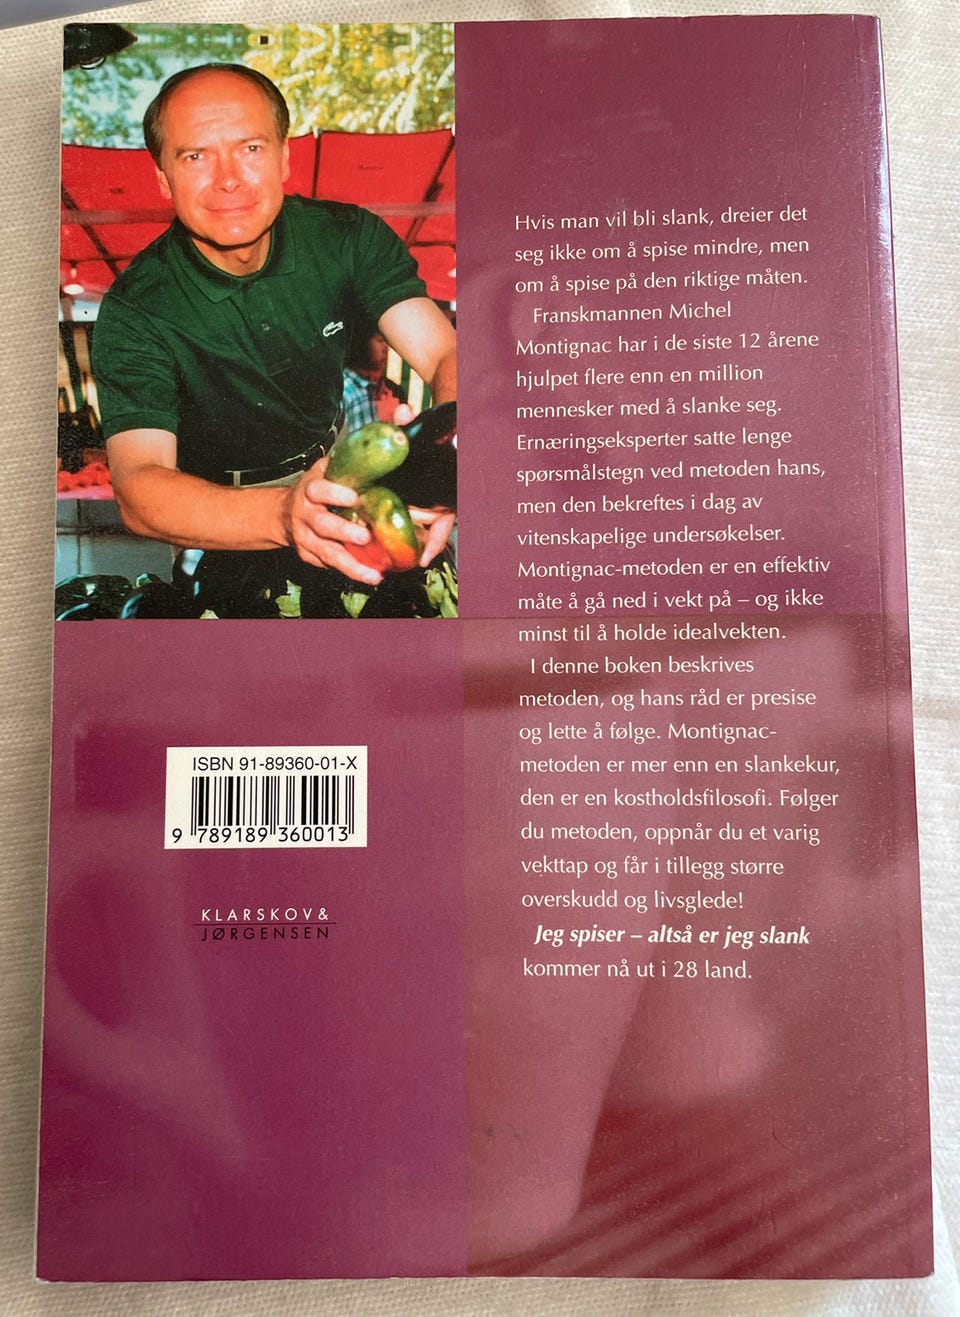 Hvis man vil bli slank, dreier det
seg ikke om å spise mindre, men
om å spise på den riktige måten.
Franskmannen Michel
Montignac har i de siste 12 årene
hjulpet flere enn en million
mennesker med å slanke seg.
Ernæringseksperter satte lenge
spørsmålstegn ved metoden hans,
men den bekreftes i dag av
vitenskapelige undersøkelser.
Montignac-metoden er en effektiv
måte å gå ned i vekt på – og ikke
minst til å holde idealvekten.
I denne boken beskrives
metoden, og hans råd er presise
og lette å følge. Montignac-
metoden er mer enn en slankekur,
den er en kostholdsfilosofi. Følger
du metoden, oppnår du et varig
vekttap og får i tillegg større
overskudd og livsglede!
Jeg spiser – altså er jeg slank
kommer nå ut i 28 land.
ISBN 91-89360-01-X
9 789189 360013
KLARSKOV &
JØRGENSEN